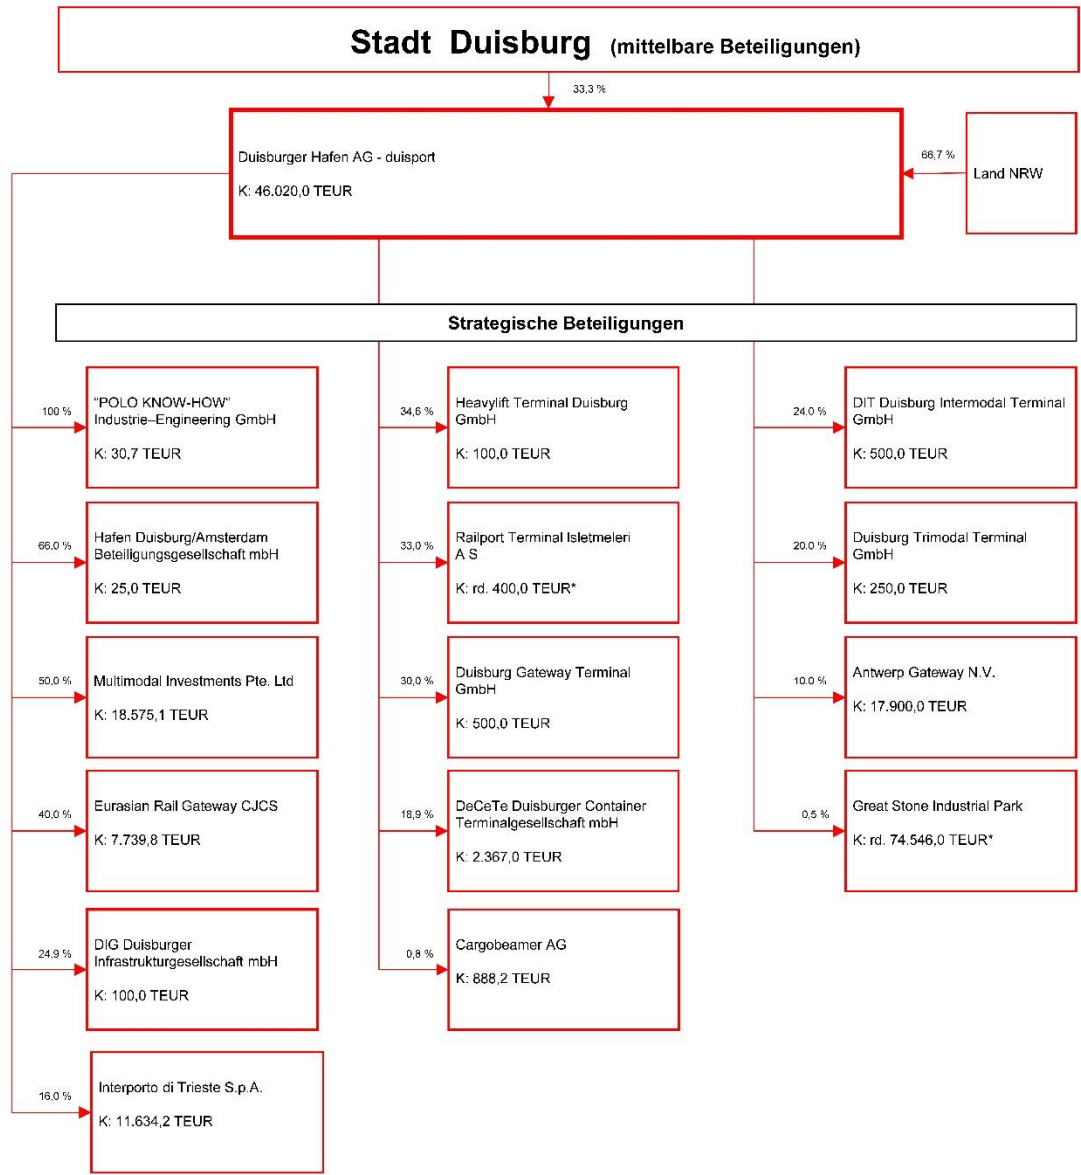 Stadt Duisburg (mittelbare Beteiligungen)
33,3 %
Duisburger Hafen AG - duisport
K: 46.020,0 TEUR
66,7 %
Land NRW
Strategische Beteiligungen
100 %
"POLO KNOW-HOW"
Industrie–Engineering GmbH
K: 30,7 TEUR
66,0 %
Hafen Duisburg/Amsterdam
Beteiligungsgesellschaft mbH
K: 25,0 TEUR
50,0 %
Multimodal Investments Pte. Ltd
K: 18.575,1 TEUR
40,0 %
Eurasian Rail Gateway CJCS
K: 7.739,8 TEUR
24,9 %
DIG Duisburger
Infrastrukturgesellschaft mbH
K: 100,0 TEUR
16,0 %
Interporto di Trieste S.p.A.
K: 11.634,2 TEUR
34,6 %
Heavylift Terminal Duisburg
GmbH
K: 100,0 TEUR
33,0 %
Railport Terminal Isletmeleri
A S
K: rd. 400,0 TEUR*
30,0 %
Duisburg Gateway Terminal
GmbH
K: 500,0 TEUR
18,9 %
DeCeTe Duisburger Container
Terminalgesellschaft mbH
K: 2.367,0 TEUR
0,8 %
Cargobeamer AG
K: 888,2 TEUR
24,0 %
DIT Duisburg Intermodal Terminal
GmbH
K: 500,0 TEUR
20,0 %
Duisburg Trimodal Terminal
GmbH
K: 250,0 TEUR
10,0 %
Antwerp Gateway N.V.
K: 17.900,0 TEUR
0,5 %
Great Stone Industrial Park
K: rd. 74.546,0 TEUR*